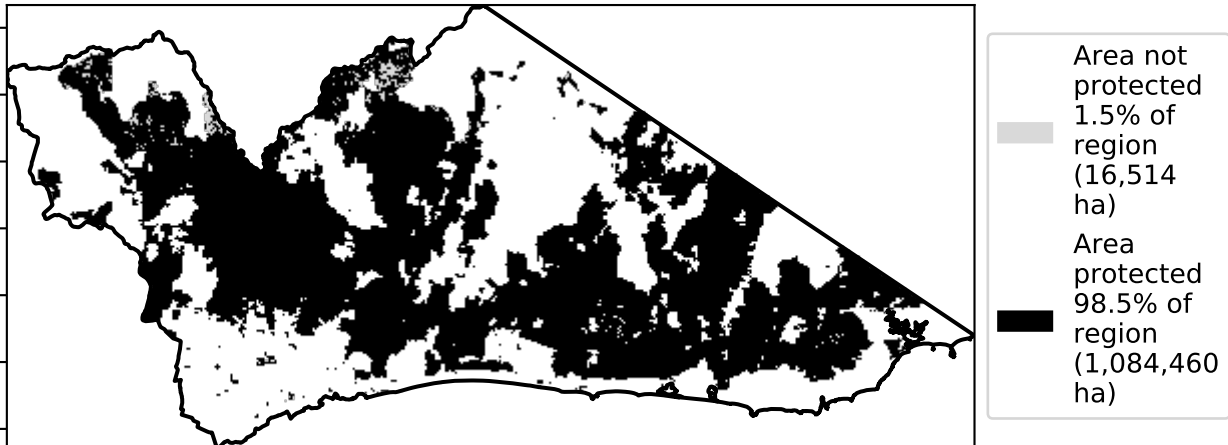 Area not
protected
1.5% of
region
(16,514
ha)
Area
protected
98.5% of
region
(1,084,460
ha)